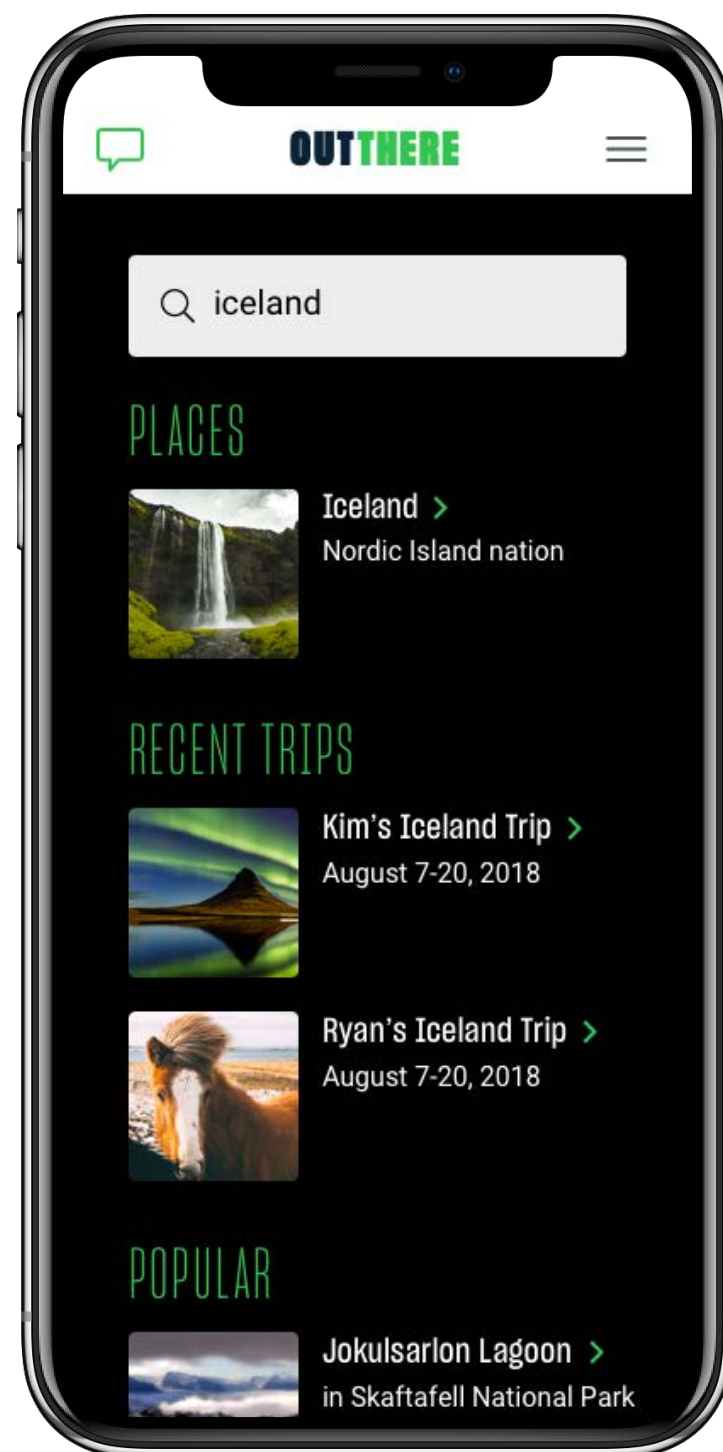 OUTTHERE
iceland
PLACES
Iceland
Nordic Island nation
RECENT TRIPS
Kim's Iceland Trip
August 7-20, 2018
Ryan's Iceland Trip
August 7-20, 2018
POPULAR
Jokulsarlon Lagoon
in Skaftafell National Park